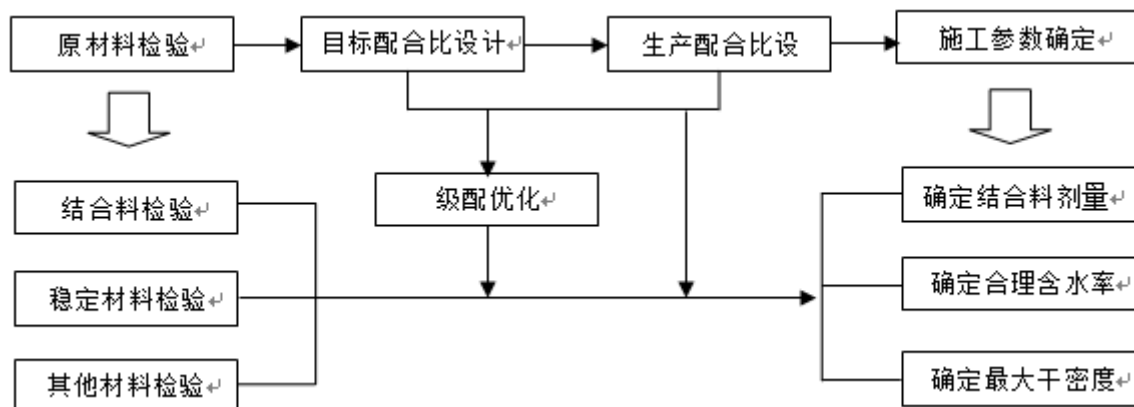 原材料检验
目标配合比设计
生产配合比设
施工参数确定
级配优化
结合料检验
确定结合料剂量
稳定材料检验
确定合理含水率
其他材料检验
确定最大干密度